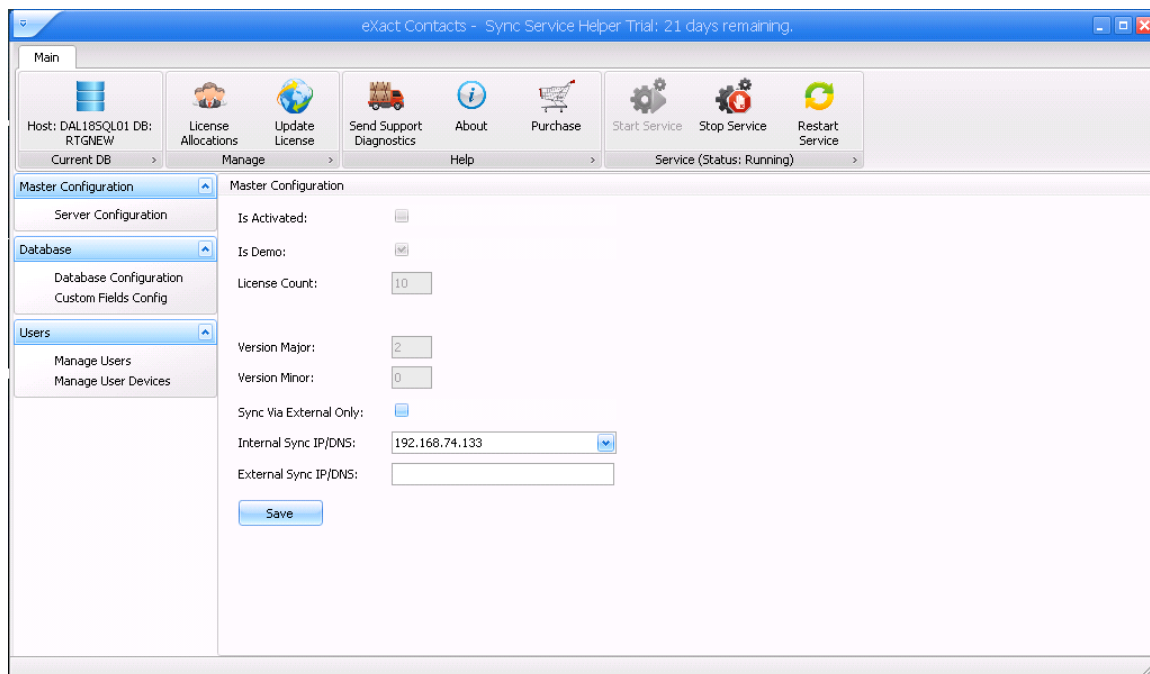 eXact Contacts - Sync Service Helper Trial: 21 days remaining.
Main
Host: DAL18SQL01 DB:
RTGNEW
License
Allocations
Update
License
Send Support
Diagnostics
About
Purchase
Start Service
Stop Service
Restart
Service
Current DB
Manage
Help
Service (Status: Running)
Master Configuration
Server Configuration
Database
Database Configuration
Custom Fields Config
Users
Manage Users
Manage User Devices
Master Configuration
Is Activated:
Is Demo:
License Count: 10
Version Major: 2
Version Minor: 0
Sync Via External Only:
Internal Sync IP/DNS: 192.168.74.133
External Sync IP/DNS:
Save